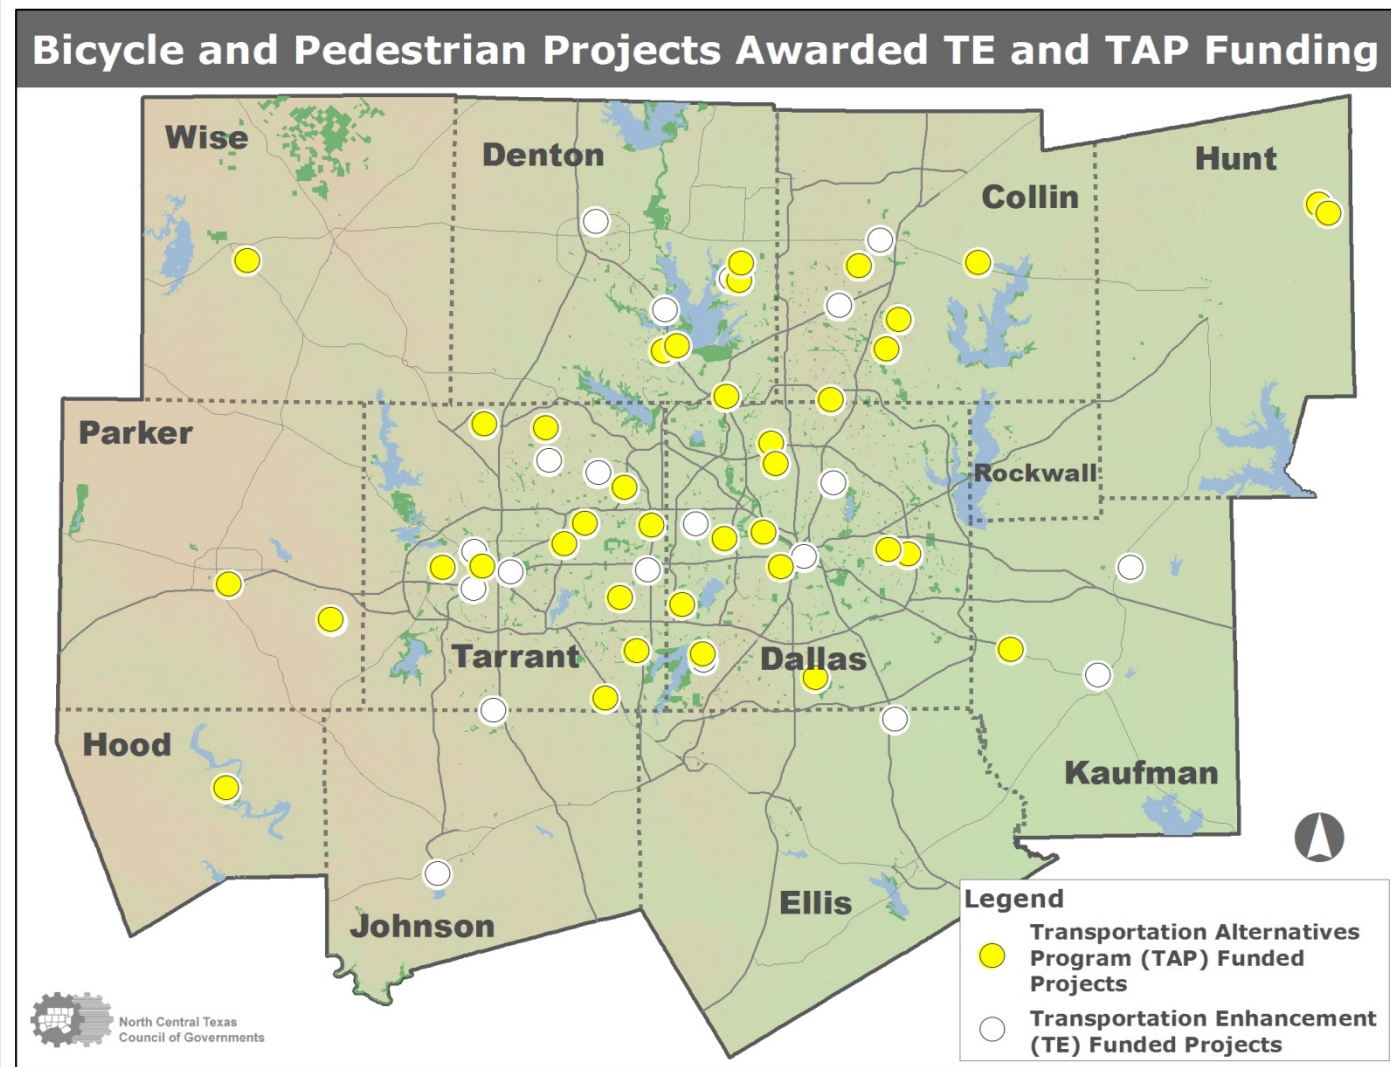 Bicycle and Pedestrian Projects Awarded TE and TAP Funding
Wise
Denton
Hunt
Collin
Parker
Rockwall
Tarrant
Dallas
Hood
Kaufman
Ellis
Johnson
Legend
Transportation Alternatives
Program (TAP) Funded
Projects
Transportation Enhancement
(TE) Funded Projects
North Central Texas
Council of Governments